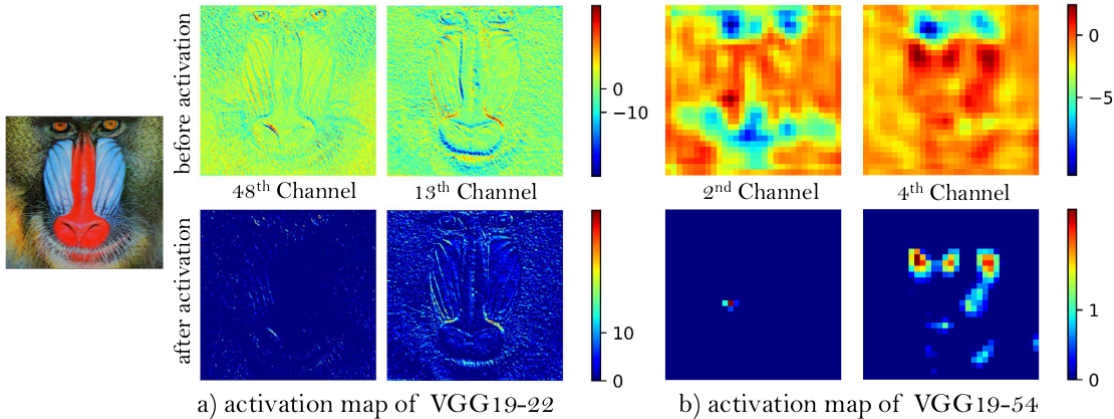 before activation
0
−10
0
−5
48th Channel
13th Channel
2nd Channel
4th Channel
after activation
10
0
1
0
a) activation map of VGG19-22
b) activation map of VGG19-54